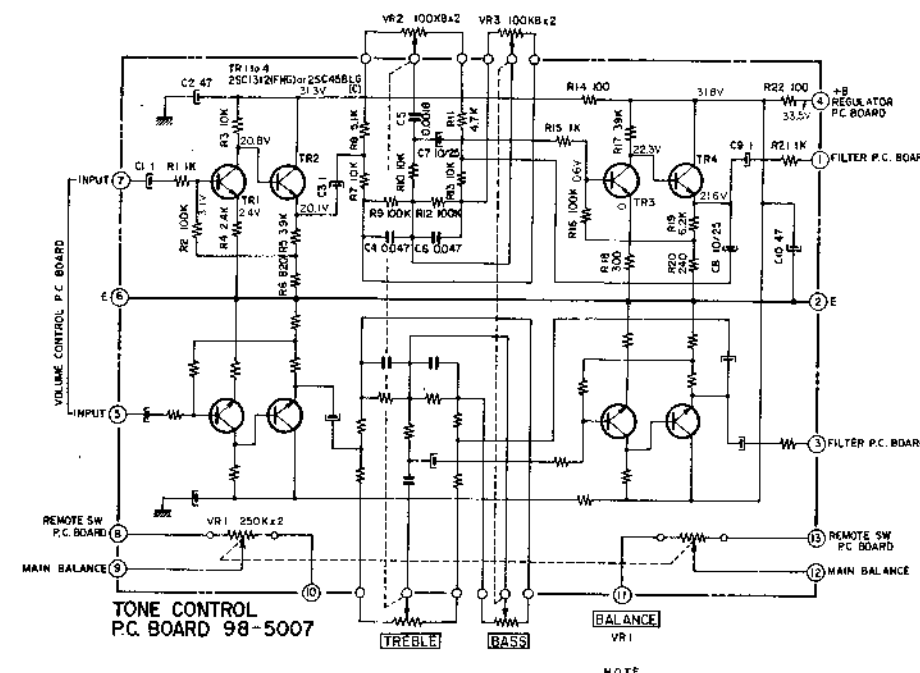 VR2 100KB×2
VR3 100KB×2
TR1 to 4
2SC1312(FHG) or 2SC458LG
(C)
C2 47
31.3V
R3 10K
20.8V
TR2
INPUT 7
C1 1
R1 1K
3.1V
TR1
2.4V
R2 100K
R4 2.4K
20.1V
R5 3.9K
R6 820
C3 1
R8 5.1K
R7 10K
C5
0.0018
R11
4.7K
C7 10/25
R10 10K
R13 10K
R9 100K
R12 100K
C4 0.047
C6 0.047
R14 100
31.8V
R22 100
+B
4 REGULATOR
P.C. BOARD
33.5V
R15 1K
R17 39K
22.3V
TR4
0.6V
R16 100K
0
TR3
R18
300
21.6V
R19
6.2K
R20
240
C9 1
R21 1K
1 FILTER P.C. BOARD
C8 10/25
C10 47
VOLUME CONTROL P.C. BOARD
E 6
2 E
INPUT 5
3 FILTER P.C. BOARD
REMOTE SW
P.C. BOARD 8
VR1 250K×2
MAIN BALANCE 9
10
11
13 REMOTE SW
P.C. BOARD
12 MAIN BALANCE
TONE CONTROL
P.C. BOARD 98-5007
TREBLE
BASS
BALANCE
VR1
NOTE